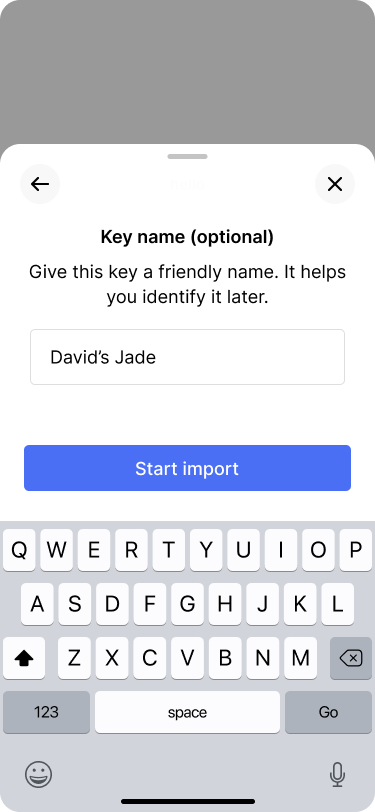 Key name (optional)
Give this key a friendly name. It helps
you identify it later.
David’s Jade
Start import
Q W E R T Y U I O P
A S D F G H J K L
Z X C V B N M
123 space Go